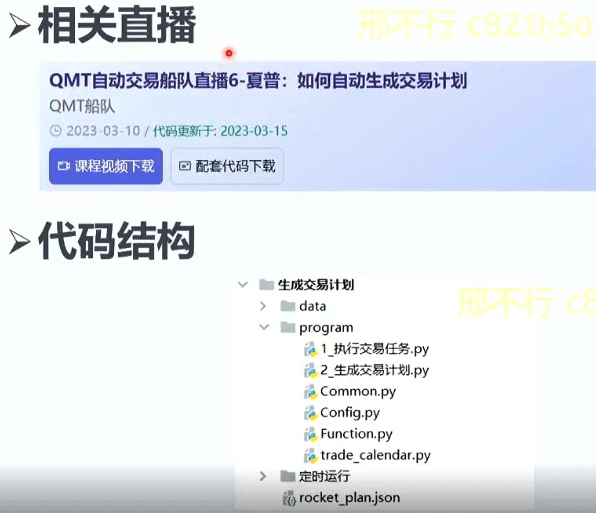 相关直播
邢不行 c821b5o
QMT自动交易船队直播6-夏普：如何自动生成交易计划
QMT船队
2023-03-10 / 代码更新于: 2023-03-15
课程视频下载 配套代码下载
代码结构
生成交易计划
邢不行 c8
data
program
1_执行交易任务.py
2_生成交易计划.py
Common.py
Config.py
Function.py
trade_calendar.py
定时运行
rocket_plan.json